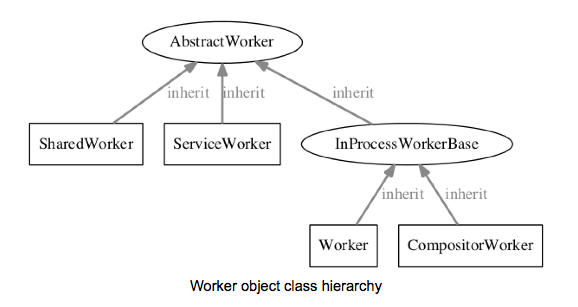 AbstractWorker
inherit inherit inherit
SharedWorker ServiceWorker InProcessWorkerBase
inherit inherit
Worker CompositorWorker
Worker object class hierarchy